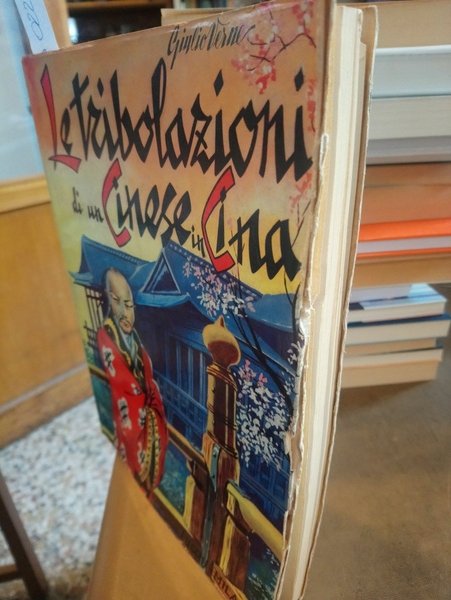 Giulio Verne
Le tribolazioni
di un Cinese in Cina